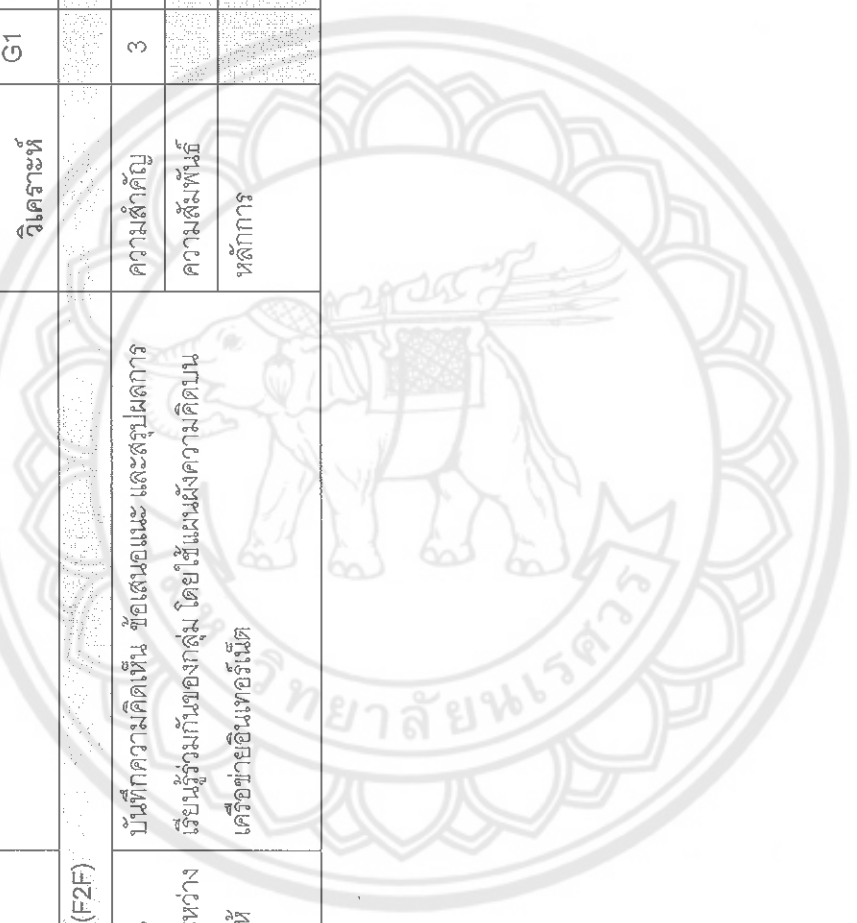 วิเคราะห์ G1
(F2F)
บันทึกความคิดเห็น ข้อเสนอแนะ และสรุปผลการ ความสำคัญ 3
หว่าง เรียนรู้ร่วมกันของกลุ่ม โดยใช้แผนผังความคิดบน ความสัมพันธ์
ห้ เครือข่ายอินเทอร์เน็ต หลักการ
วิทยาลัยนเรศวร